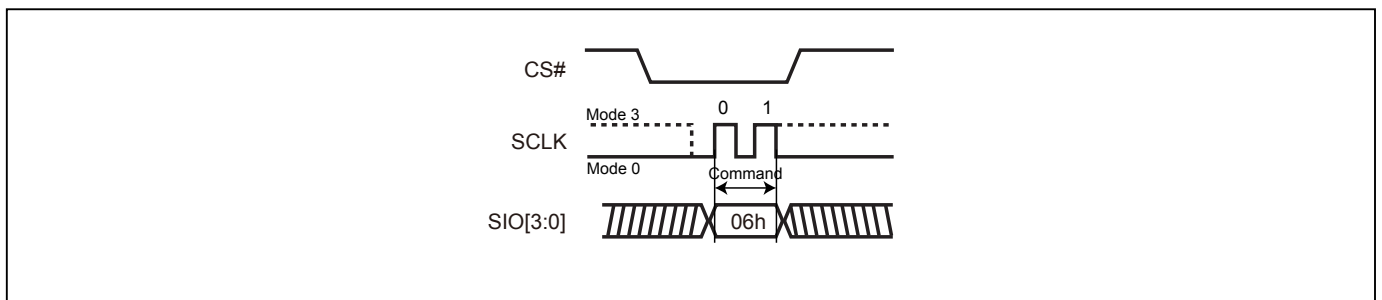 CS#
Mode 3
0 1
SCLK
Mode 0
Command
SIO[3:0]
06h